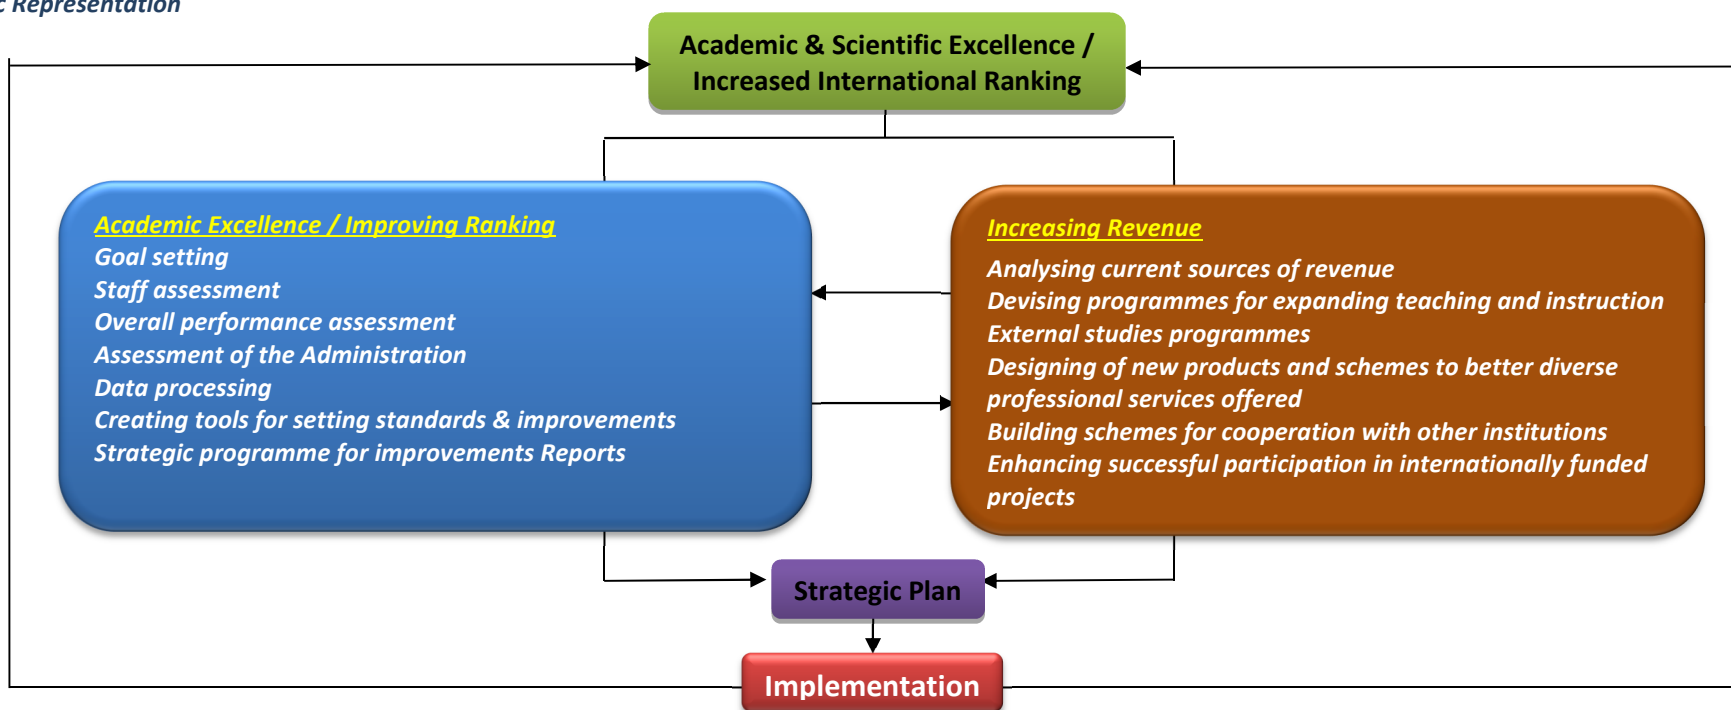 c Representation
Academic & Scientific Excellence /
Increased International Ranking
Academic Excellence / Improving Ranking
Goal setting
Staff assessment
Overall performance assessment
Assessment of the Administration
Data processing
Creating tools for setting standards & improvements
Strategic programme for improvements Reports
Increasing Revenue
Analysing current sources of revenue
Devising programmes for expanding teaching and instruction
External studies programmes
Designing of new products and schemes to better diverse
professional services offered
Building schemes for cooperation with other institutions
Enhancing successful participation in internationally funded
projects
Strategic Plan
Implementation